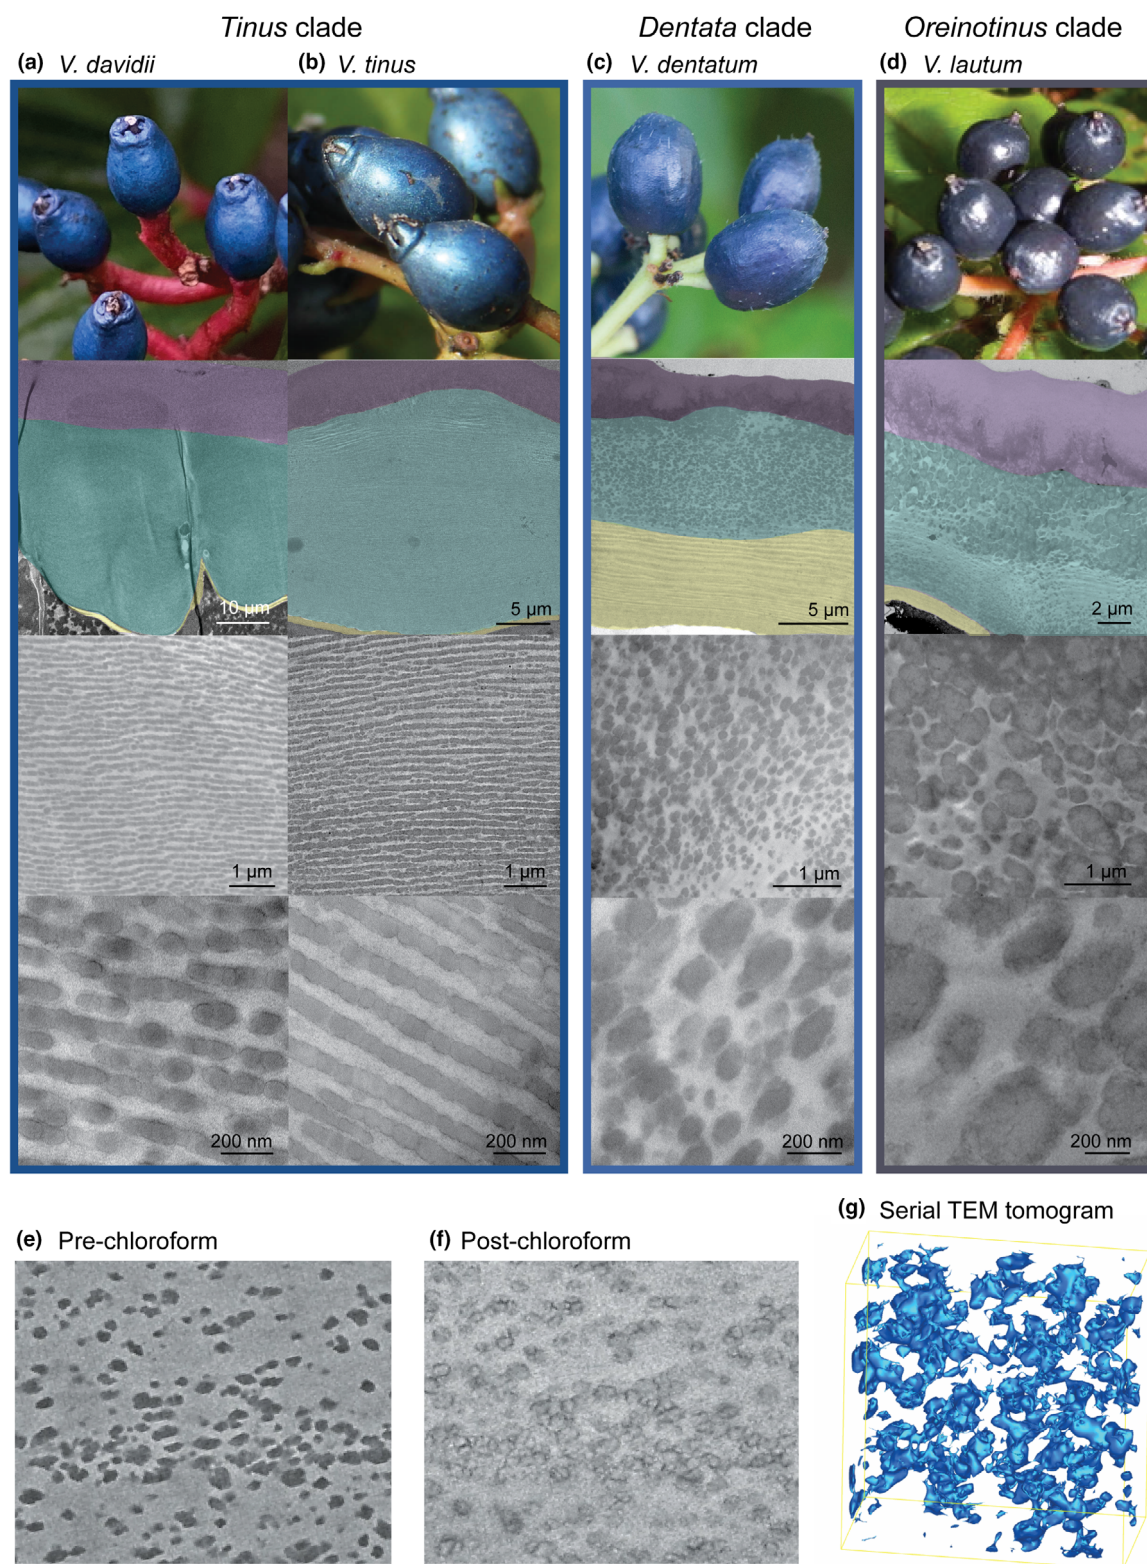 Tinus clade
Dentata clade
Oreinotinus clade
(a) V. davidii
(b) V. tinus
(c) V. dentatum
(d) V. lautum
10 µm
5 µm
5 µm
2 µm
1 µm
1 µm
1 µm
1 µm
200 nm
200 nm
200 nm
200 nm
(e) Pre-chloroform
(f) Post-chloroform
(g) Serial TEM tomogram